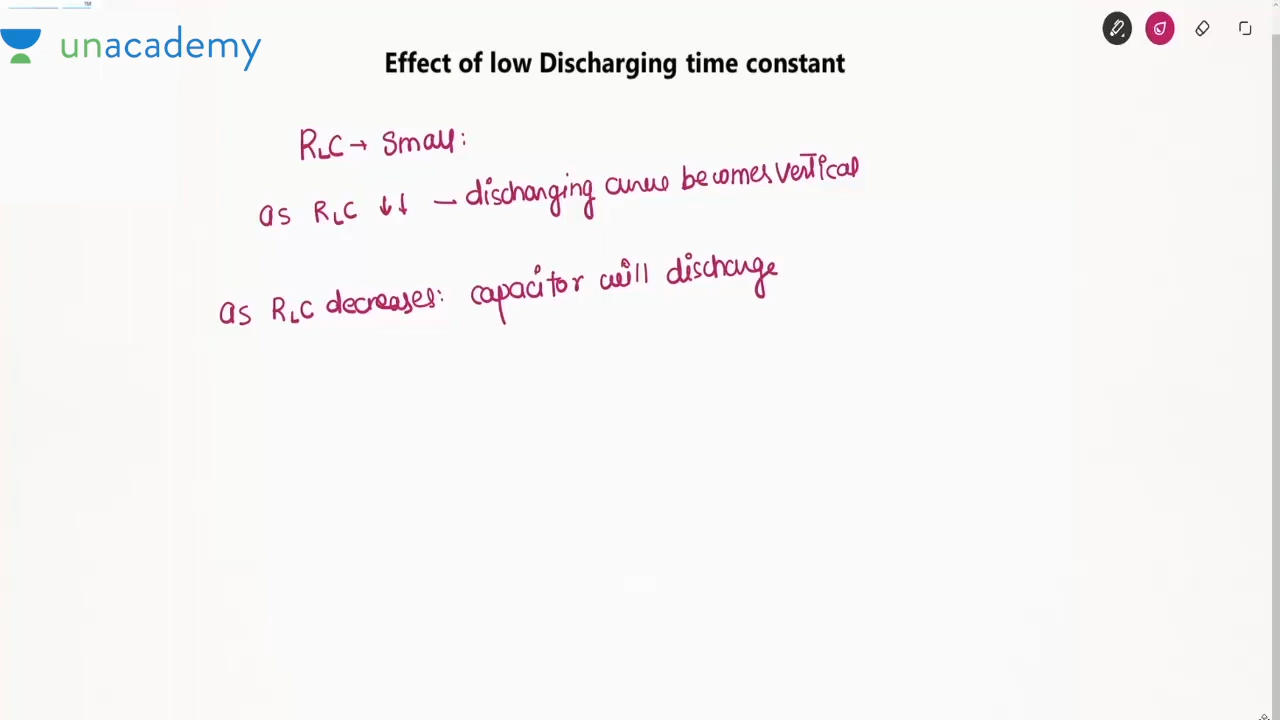 unacademy
Effect of low Discharging time constant
RLC → Small:
as RLC ↓↓ – discharging curve becomes vertical
as RLC decreases: capacitor will discharge